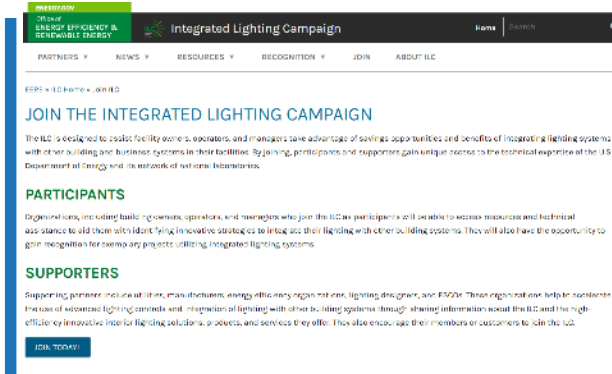 ENERGY.GOV
Office of
ENERGY EFFICIENCY &
RENEWABLE ENERGY
Integrated Lighting Campaign
Home
Search
PARTNERS
NEWS
RESOURCES
RECOGNITION
JOIN
ABOUT ILC
EERE » ILC Home » Join ILC
JOIN THE INTEGRATED LIGHTING CAMPAIGN
The ILC is designed to assist facility owners, operators, and managers take advantage of savings opportunities and benefits of integrating lighting systems
with other building and business systems in their facilities. By joining, participants and supporters gain unique access to the technical expertise of the U.S.
Department of Energy and its network of national laboratories.
PARTICIPANTS
Organizations, including building owners, operators, and managers who join the ILC as participants will be able to access resources and technical
assistance to aid them with identifying innovative strategies to integrate their lighting with other building systems. They will also have the opportunity to
gain recognition for exemplary projects utilizing integrated lighting systems.
SUPPORTERS
Supporting partners include utilities, manufacturers, energy efficiency organizations, lighting designers, and ESCOs. These organizations help to accelerate
the use of advanced lighting controls and integration of lighting with other building systems through sharing information about the ILC and the high-
efficiency innovative interior lighting solutions, products, and services they offer. They also encourage their members or customers to join the ILC.
JOIN TODAY!